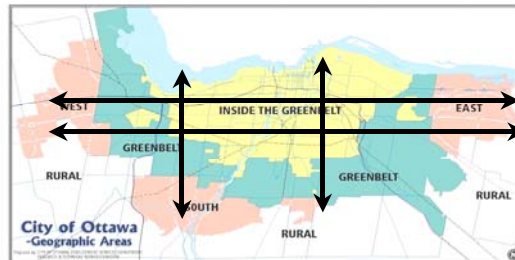 WEST
INSIDE THE GREENBELT
EAST
GREENBELT
RURAL
GREENBELT
RURAL
SOUTH
RURAL
City of Ottawa
-Geographic Areas